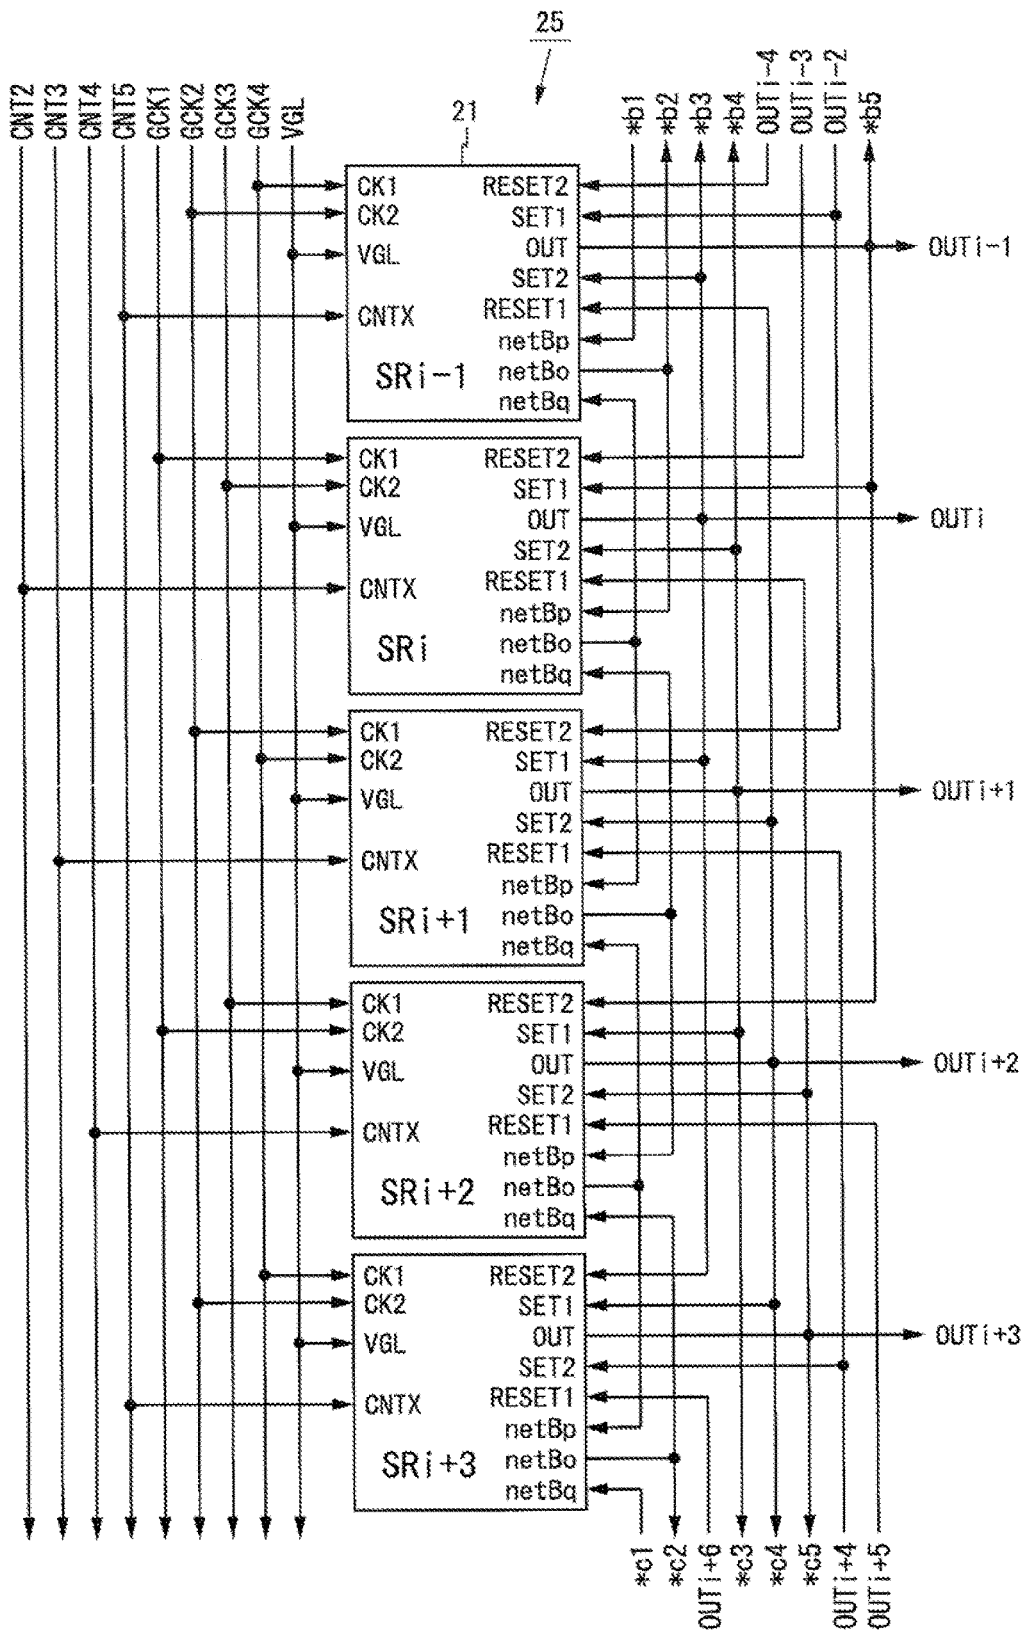 25
CNT2 CNT3 CNT4 CNT5 GCK1 GCK2 GCK3 GCK4 VGL
21
*b1 *b2 *b3 *b4 OUTi-4 OUTi-3 OUTi-2 *b5
CK1 RESET2
CK2 SET1
VGL OUT OUTi-1
SET2
CNTX RESET1
netBp
SRi-1 netBo
netBq
CK1 RESET2
CK2 SET1
VGL OUT OUTi
SET2
CNTX RESET1
netBp
SRi netBo
netBq
CK1 RESET2
CK2 SET1
VGL OUT OUTi+1
SET2
CNTX RESET1
netBp
SRi+1 netBo
netBq
CK1 RESET2
CK2 SET1
VGL OUT OUTi+2
SET2
CNTX RESET1
netBp
SRi+2 netBo
netBq
CK1 RESET2
CK2 SET1
VGL OUT OUTi+3
SET2
CNTX RESET1
netBp
SRi+3 netBo
netBq
*c1 *c2 OUTi+6 *c3 *c4 *c5 OUTi+4 OUTi+5